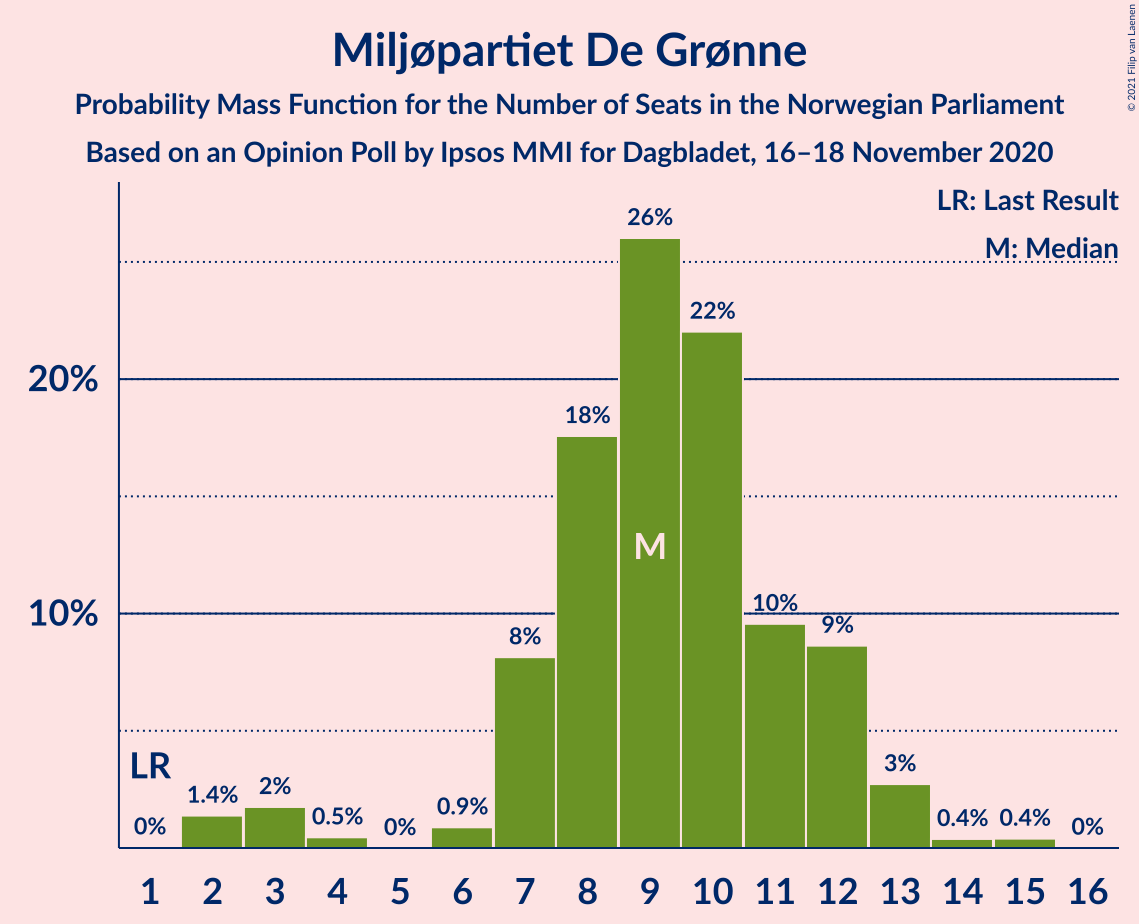 Miljøpartiet De Grønne
Probability Mass Function for the Number of Seats in the Norwegian Parliament
Based on an Opinion Poll by Ipsos MMI for Dagbladet, 16–18 November 2020
© 2021 Filip van Laenen
LR: Last Result
M: Median
26%
22%
20%
18%
M
10%
10%
9%
8%
LR
0%
1.4%
2%
0.5%
0%
0.9%
3%
0.4%
0.4%
0%
1 2 3 4 5 6 7 8 9 10 11 12 13 14 15 16